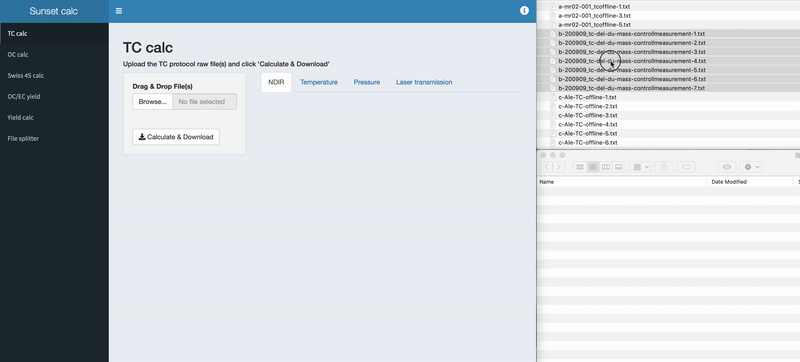 Sunset calc
TC calc
OC calc
Swiss 4S calc
OC/EC yield
Yield calc
File splitter
TC calc
Upload the TC protocol raw file(s) and click 'Calculate & Download'
Drag & Drop File(s)
Browse...
No file selected
Calculate & Download
NDIR
Temperature
Pressure
Laser transmission
a-mr02-001_tcoffline-1.txt
a-mr02-001_tcoffline-3.txt
a-mr02-001_tcoffline-5.txt
b-200909_tc-del-du-mass-controllmeasurement-1.txt
b-200909_tc-del-du-mass-controllmeasurement-2.txt
b-200909_tc-del-du-mass-controllmeasurement-3.txt
b-200909_tc-del-du-mass-controllmeasurement-4.txt
b-200909_tc-del-du-mass-controllmeasurement-5.txt
b-200909_tc-del-du-mass-controllmeasurement-6.txt
b-200909_tc-del-du-mass-controllmeasurement-7.txt
c-Ale-TC-offline-1.txt
c-Ale-TC-offline-2.txt
c-Ale-TC-offline-3.txt
c-Ale-TC-offline-4.txt
c-Ale-TC-offline-5.txt
c-Ale-TC-offline-6.txt
Name
Date Modified
S